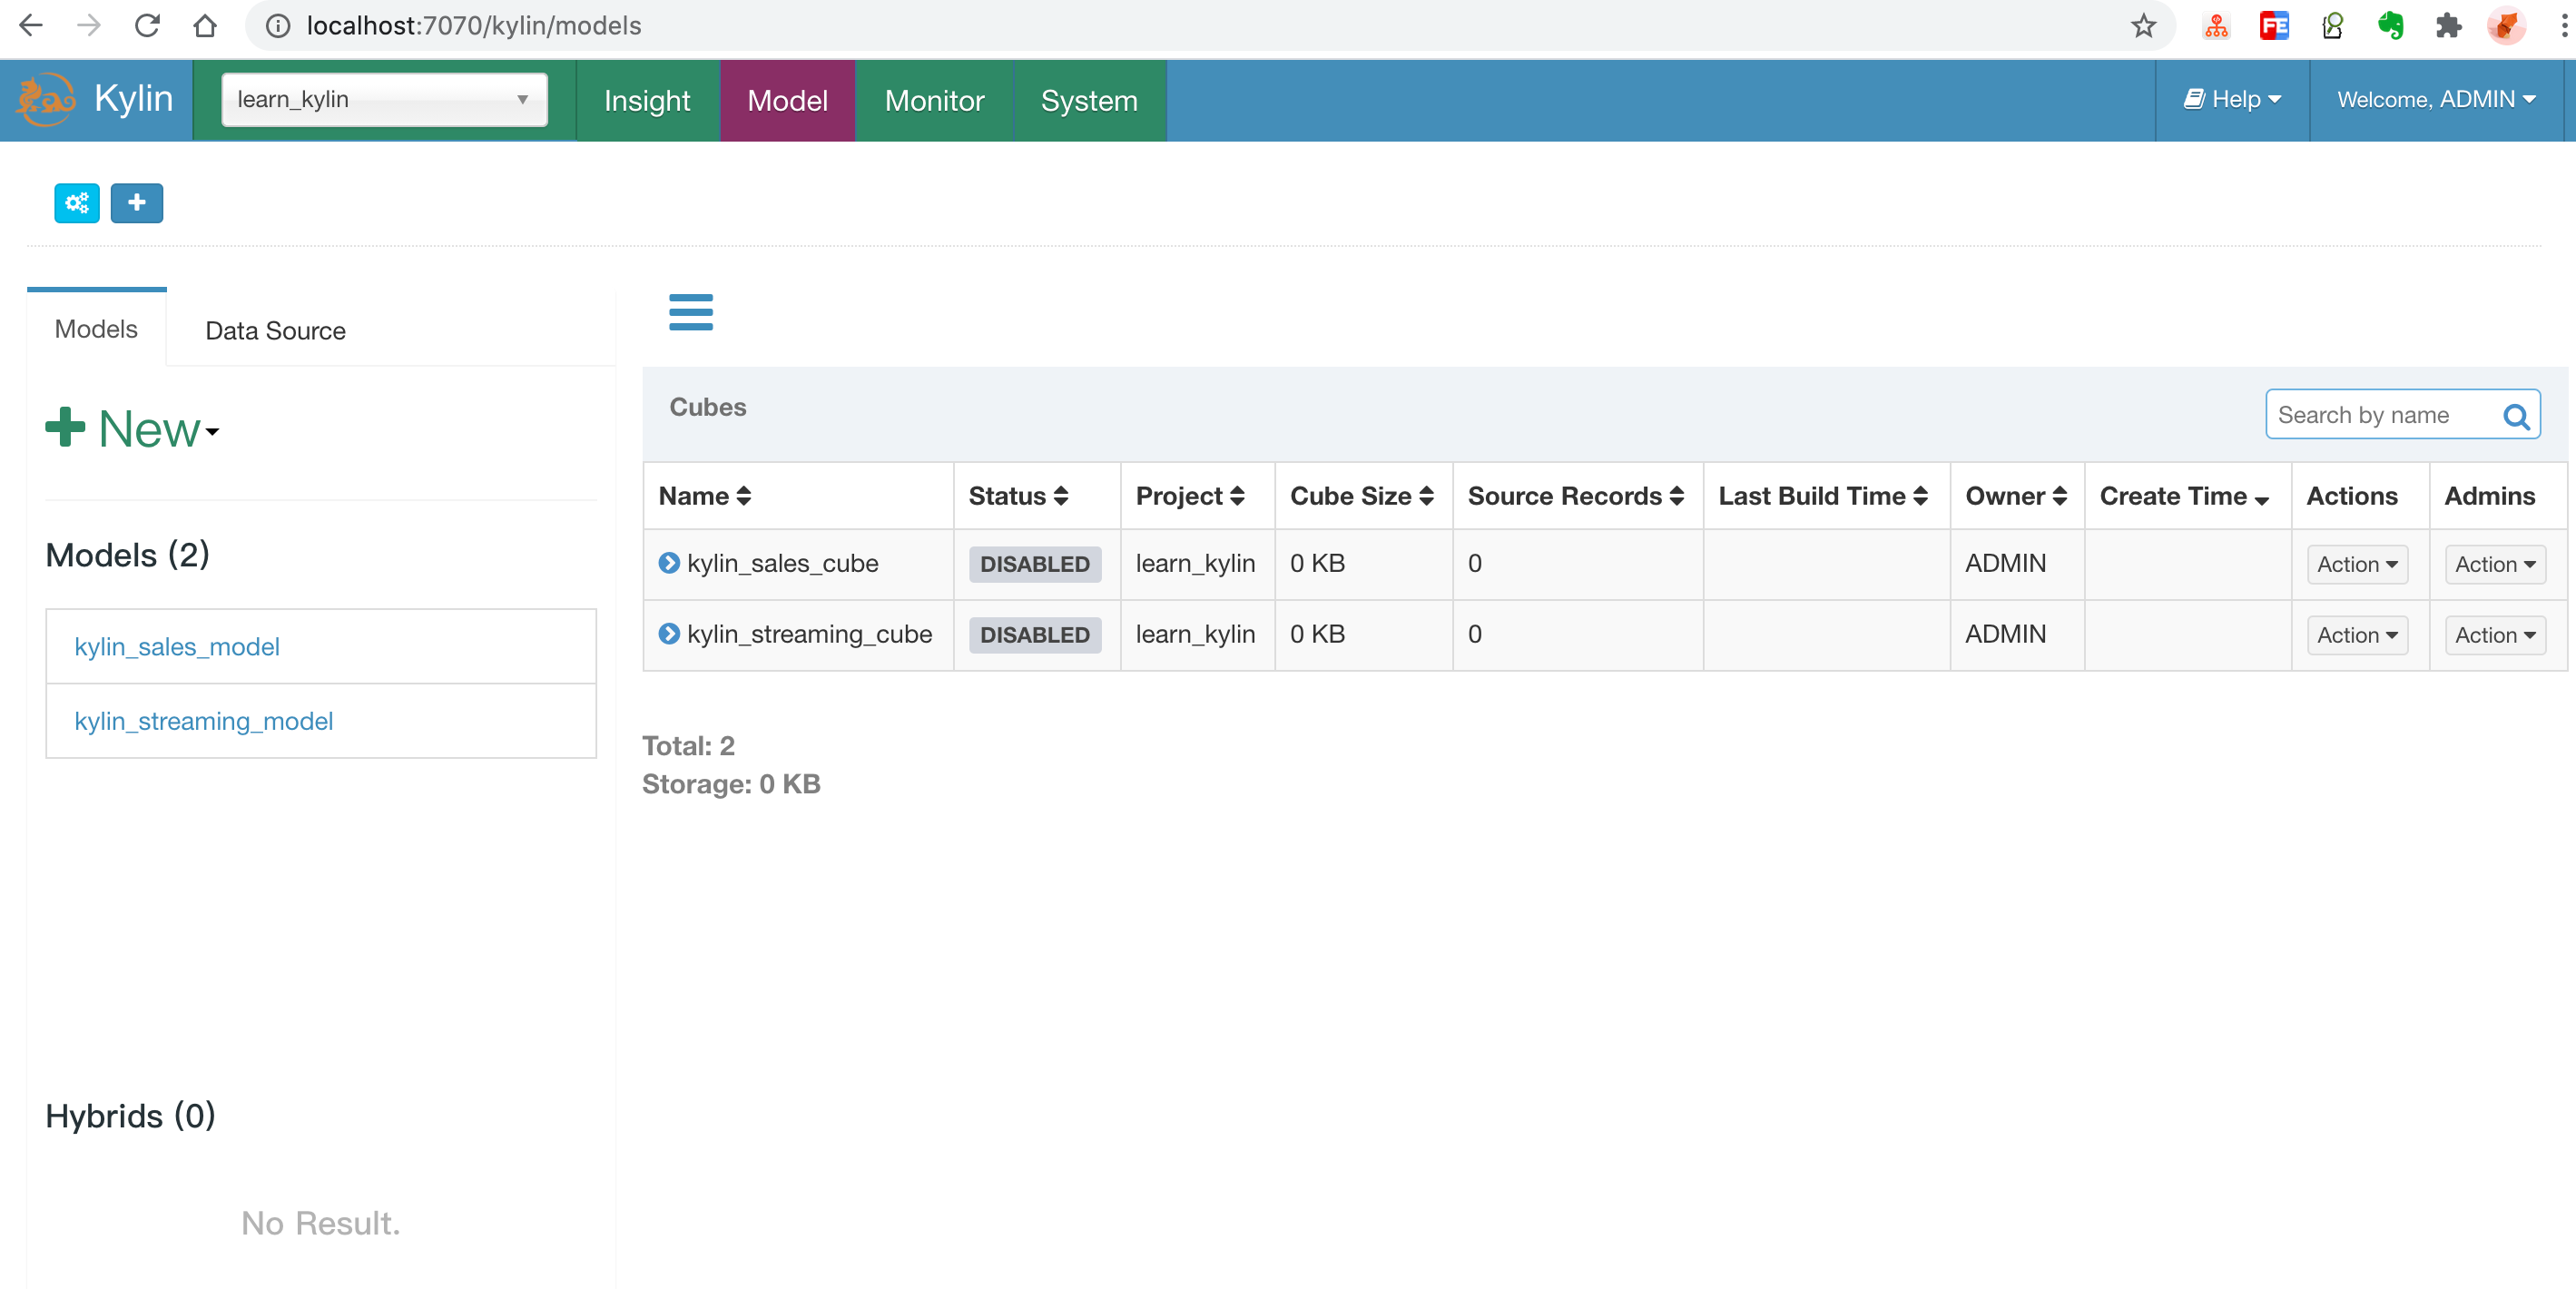 localhost:7070/kylin/models
FE
Kylin
learn_kylin
Insight
Model
Monitor
System
Help
Welcome, ADMIN
Models
Data Source
New
Models (2)
kylin_sales_model
kylin_streaming_model
Hybrids (0)
No Result.
Cubes
Search by name
Name Status Project Cube Size Source Records Last Build Time Owner Create Time Actions Admins
kylin_sales_cube DISABLED learn_kylin 0 KB 0 ADMIN Action Action
kylin_streaming_cube DISABLED learn_kylin 0 KB 0 ADMIN Action Action
Total: 2
Storage: 0 KB